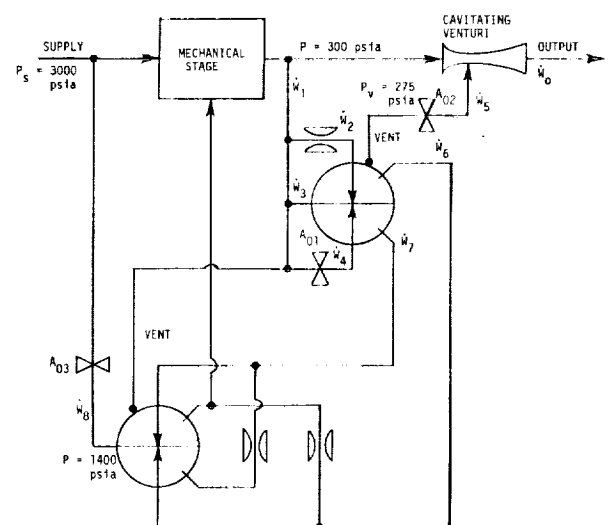 CAVITATING
VENTURI
SUPPLY
MECHANICAL
STAGE
P = 300 psia
OUTPUT
P_s = 3000
psia
Ẇ_o
Ẇ_1
P_v = 275
psia
A_02
Ẇ_5
Ẇ_2
VENT
Ẇ_6
Ẇ_3
A_01
Ẇ_4
Ẇ_7
VENT
A_03
Ẇ_8
P = 1400
psia